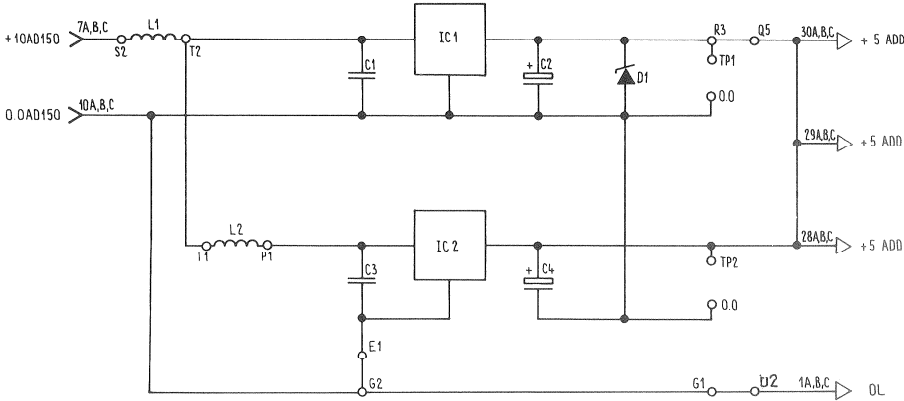 +10AD150 7A,B,C S2 L1 T2 IC1 R3 Q5 30A,B,C + 5 ADD
C1 + C2 D1 TP1
0.0AD150 10A,B,C 0.0
29A,B,C + 5 ADD
T1 L2 P1 IC2 28A,B,C +5 ADD
C3 + C4 TP2
0.0
E1
G2 G1 U2 1A,B,C 0L